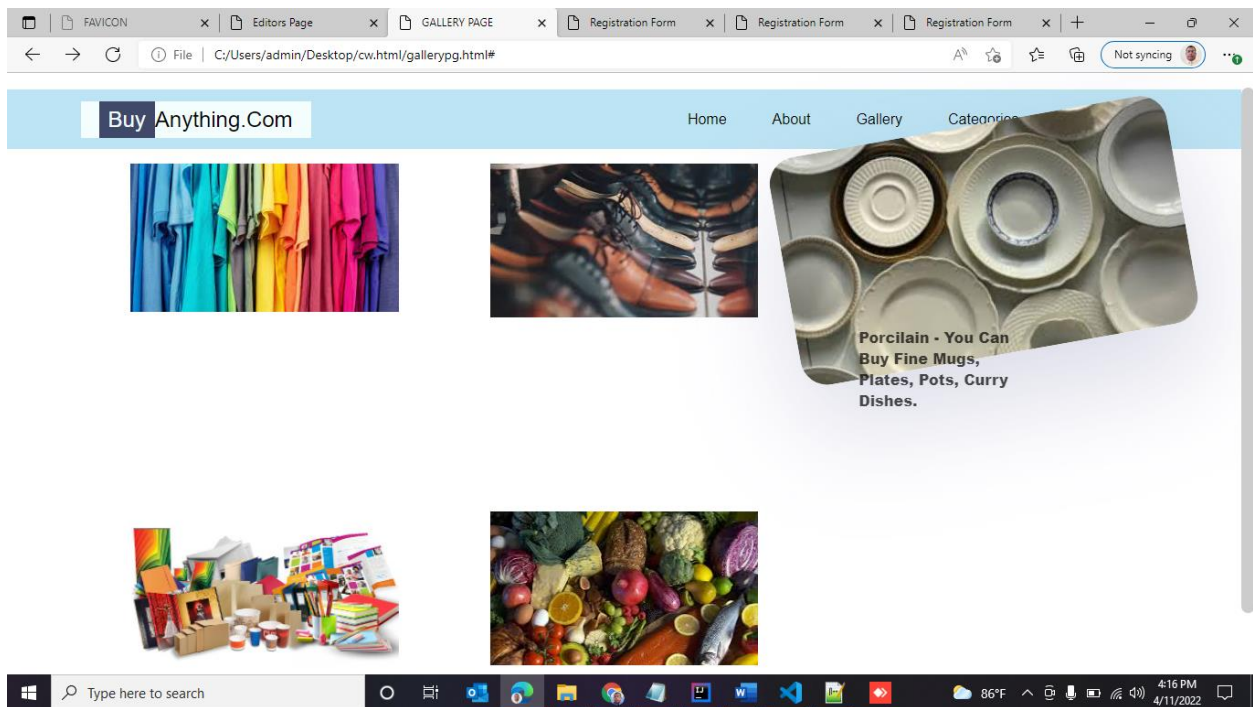 FAVICON
Editors Page
GALLERY PAGE
Registration Form
Registration Form
Registration Form
File
C:/Users/admin/Desktop/cw.html/gallerypg.html#
Not syncing
Buy Anything.Com
Home
About
Gallery
Categories
Porcilain - You Can
Buy Fine Mugs,
Plates, Pots, Curry
Dishes.
Type here to search
86°F
4:16 PM
4/11/2022